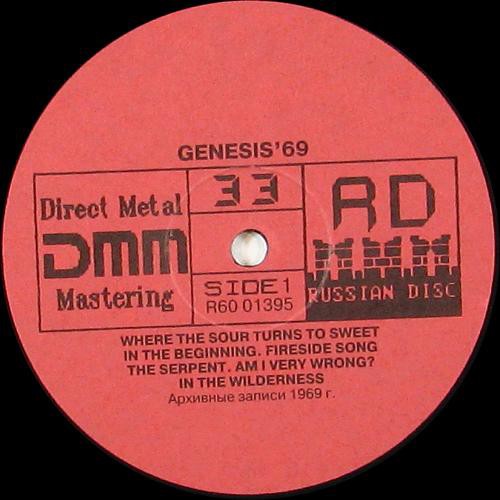 GENESIS'69
Direct Metal
DMM
Mastering
33
SIDE 1
R60 01395
RD
RUSSIAN DISC
WHERE THE SOUR TURNS TO SWEET
IN THE BEGINNING. FIRESIDE SONG
THE SERPENT. AM I VERY WRONG?
IN THE WILDERNESS
Архивные записи 1969 г.